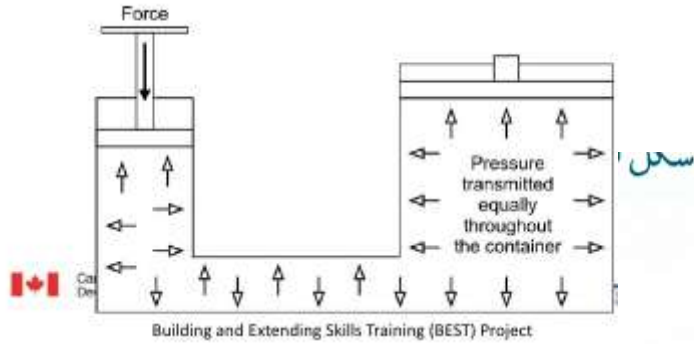 Force
Pressure
transmitted
equally
throughout
the container
Building and Extending Skills Training (BEST) Project